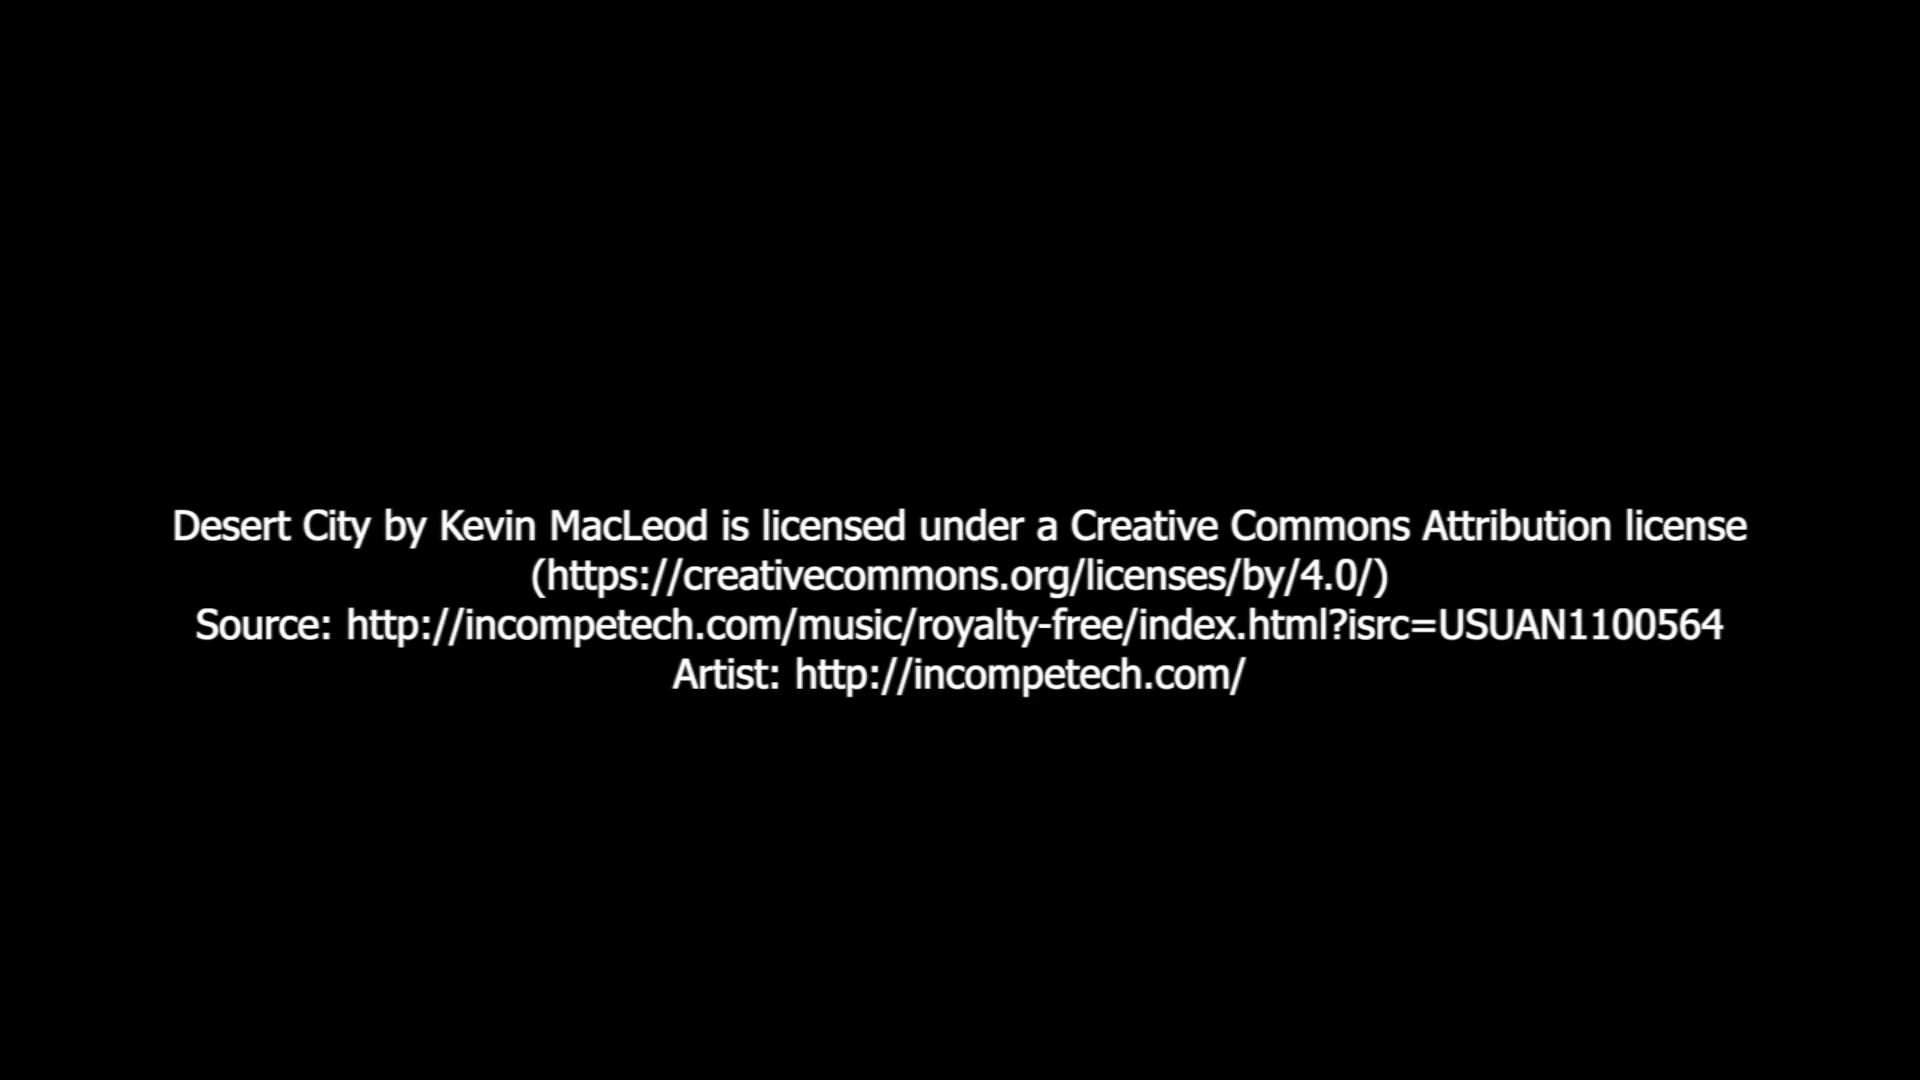 Desert City by Kevin MacLeod is licensed under a Creative Commons Attribution license
(https://creativecommons.org/licenses/by/4.0/)
Source: http://incompetech.com/music/royalty-free/index.html?isrc=USUAN1100564
Artist: http://incompetech.com/